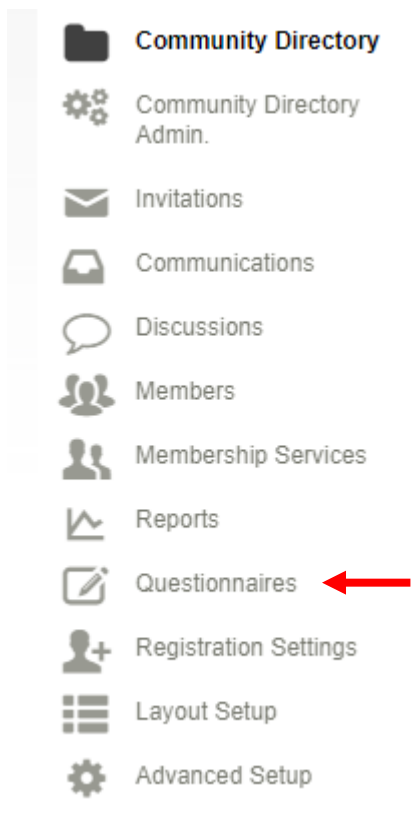 Community Directory
Community Directory
Admin.
Invitations
Communications
Discussions
Members
Membership Services
Reports
Questionnaires
Registration Settings
Layout Setup
Advanced Setup